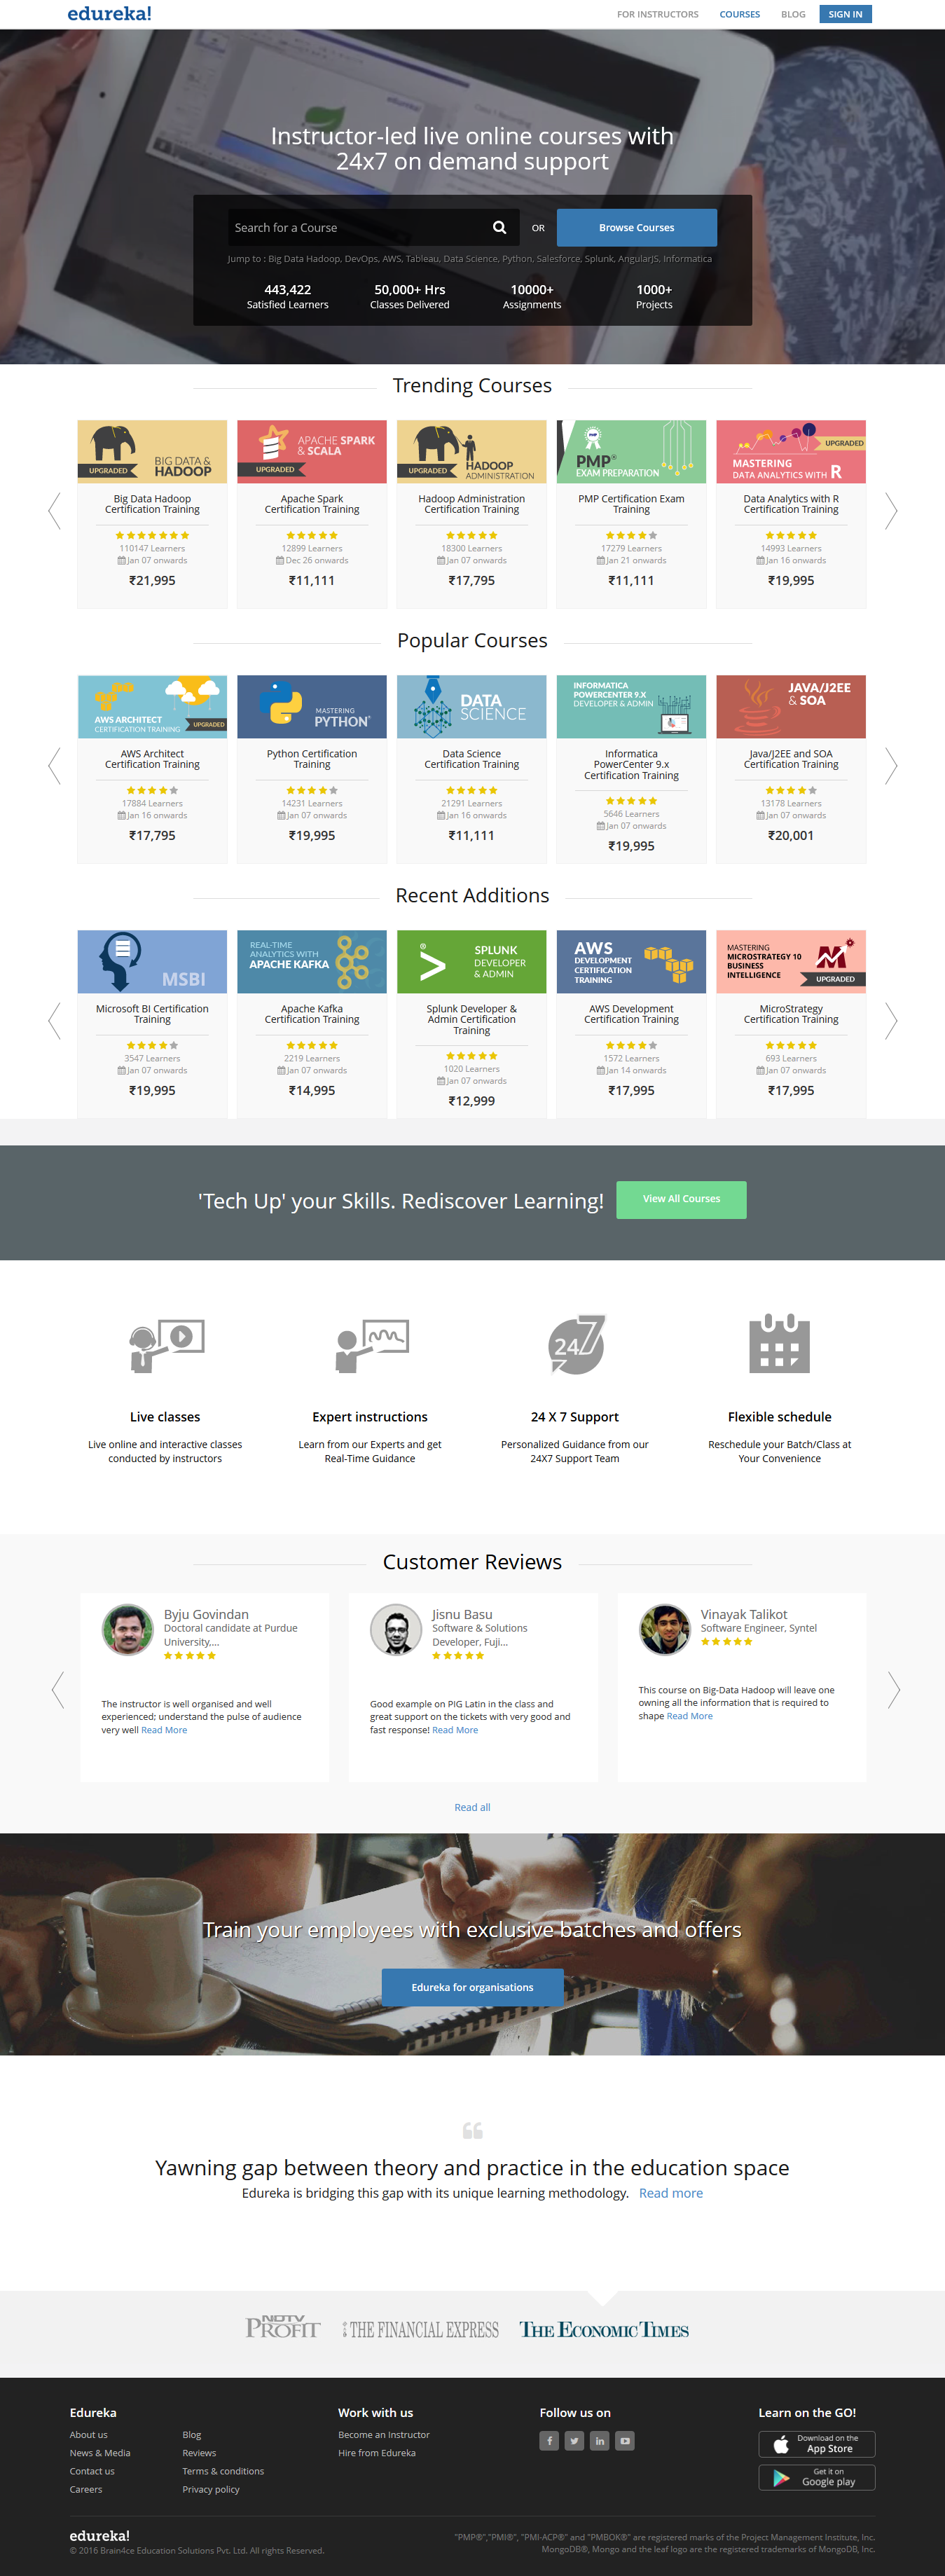 edureka!
FOR INSTRUCTORS
COURSES
BLOG
SIGN IN
Instructor-led live online courses with
24x7 on demand support
Search for a Course
OR
Browse Courses
Jump to : Big Data Hadoop, DevOps, AWS, Tableau, Data Science, Python, Salesforce, Splunk, AngularJS, Informatica
443,422
Satisfied Learners
50,000+ Hrs
Classes Delivered
10000+
Assignments
1000+
Projects
Trending Courses
UPGRADED
BIG DATA &
HADOOP
Big Data Hadoop
Certification Training
110147 Learners
Jan 07 onwards
₹21,995
APACHE SPARK
& SCALA
UPGRADED
Apache Spark
Certification Training
12899 Learners
Dec 26 onwards
₹11,111
UPGRADED
HADOOP
ADMINISTRATION
Hadoop Administration
Certification Training
18300 Learners
Jan 07 onwards
₹17,795
PMP
PMP®
EXAM PREPARATION
PMP Certification Exam
Training
17279 Learners
Jan 21 onwards
₹11,111
UPGRADED
MASTERING
DATA ANALYTICS WITH R
Data Analytics with R
Certification Training
14993 Learners
Jan 16 onwards
₹19,995
Popular Courses
AWS ARCHITECT
CERTIFICATION TRAINING
UPGRADED
AWS Architect
Certification Training
17884 Learners
Jan 16 onwards
₹17,795
MASTERING
PYTHON®
Python Certification
Training
14231 Learners
Jan 07 onwards
₹19,995
DATA
SCIENCE
Data Science
Certification Training
21291 Learners
Jan 16 onwards
₹11,111
INFORMATICA
POWERCENTER 9.X
DEVELOPER & ADMIN
Informatica
PowerCenter 9.x
Certification Training
5646 Learners
Jan 07 onwards
₹19,995
JAVA/J2EE
& SOA
Java/J2EE and SOA
Certification Training
13178 Learners
Jan 07 onwards
₹20,001
Recent Additions
MSBI
Microsoft BI Certification
Training
3547 Learners
Jan 07 onwards
₹19,995
REAL-TIME
ANALYTICS WITH
APACHE KAFKA
Apache Kafka
Certification Training
2219 Learners
Jan 07 onwards
₹14,995
®
>
SPLUNK
DEVELOPER
& ADMIN
Splunk Developer &
Admin Certification
Training
1020 Learners
Jan 07 onwards
₹12,999
AWS
DEVELOPMENT
CERTIFICATION
TRAINING
AWS Development
Certification Training
1572 Learners
Jan 14 onwards
₹17,995
MASTERING
MICROSTRATEGY 10
BUSINESS
INTELLIGENCE
UPGRADED
MicroStrategy
Certification Training
693 Learners
Jan 07 onwards
₹17,995
'Tech Up' your Skills. Rediscover Learning!
View All Courses
Live classes
Live online and interactive classes
conducted by instructors
Expert instructions
Learn from our Experts and get
Real-Time Guidance
24 7
24 X 7 Support
Personalized Guidance from our
24X7 Support Team
Flexible schedule
Reschedule your Batch/Class at
Your Convenience
Customer Reviews
Byju Govindan
Doctoral candidate at Purdue
University,...
The instructor is well organised and well
experienced; understand the pulse of audience
very well Read More
Jisnu Basu
Software & Solutions
Developer, Fuji...
Good example on PIG Latin in the class and
great support on the tickets with very good and
fast response! Read More
Vinayak Talikot
Software Engineer, Syntel
This course on Big-Data Hadoop will leave one
owning all the information that is required to
shape Read More
Read all
Train your employees with exclusive batches and offers
Edureka for organisations
Yawning gap between theory and practice in the education space
Edureka is bridging this gap with its unique learning methodology. Read more
NDTV
PROFIT
THE FINANCIAL EXPRESS
THE ECONOMIC TIMES
Edureka
About us
News & Media
Contact us
Careers
Blog
Reviews
Terms & conditions
Privacy policy
Work with us
Become an Instructor
Hire from Edureka
Follow us on
Learn on the GO!
Download on the
App Store
Get it on
Google play
edureka!
© 2016 Brain4ce Education Solutions Pvt. Ltd. All rights Reserved.
"PMP®","PMI®", "PMI-ACP®" and "PMBOK®" are registered marks of the Project Management Institute, Inc.
MongoDB®, Mongo and the leaf logo are the registered trademarks of MongoDB, Inc.